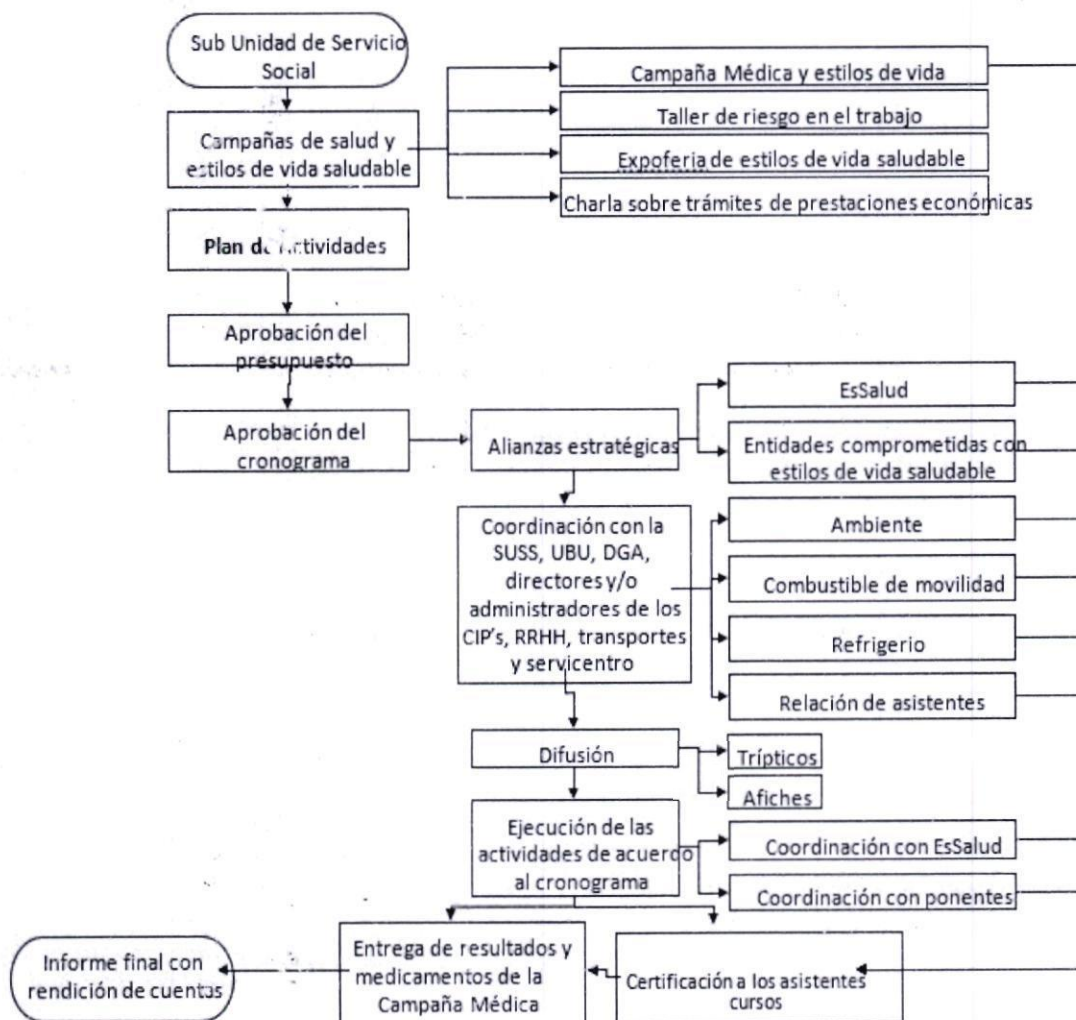 Sub Unidad de Servicio
Social
Campañas de salud y
estilos de vida saludable
Campaña Médica y estilos de vida
Taller de riesgo en el trabajo
Expoferia de estilos de vida saludable
Charla sobre trámites de prestaciones económicas
Plan
Aprobación del
presupuesto
Aprobación del
cronograma
Alianzas estratégicas
EsSalud
Entidades comprometidas con
estilos de vida saludable
Coordinación con la
SUSS, UBU, DGA,
directores y/o
administradores de los
CIP's, RRHH, transportes
y servicentro
Ambiente
Combustible de movilidad
Refrigerio
Relación de asistentes
Difusión
Trípticos
Afiches
Ejecución de las
actividades de acuerdo
al cronograma
Coordinación con EsSalud
Coordinación con ponentes
Entrega de resultados y
medicamentos de la
Campaña Médica
Certificación a los asistentes
cursos
Informe final con
rendición de cuentas